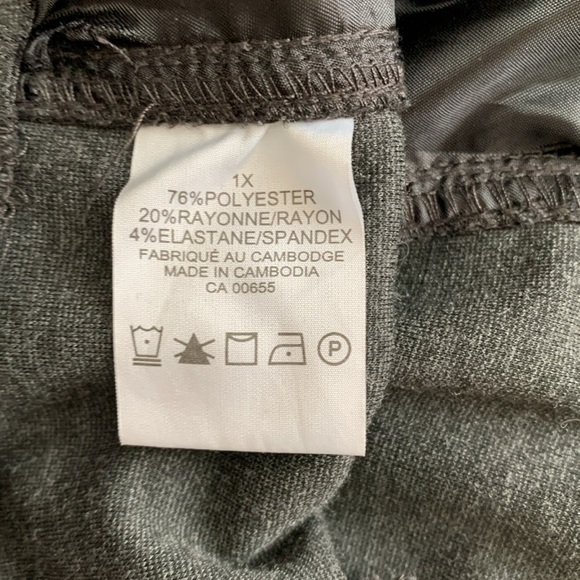 1X
76%POLYESTER
20%RAYONNE/RAYON
4%ELASTANE/SPANDEX
FABRIQUÉ AU CAMBODGE
MADE IN CAMBODIA
CA 00655
P